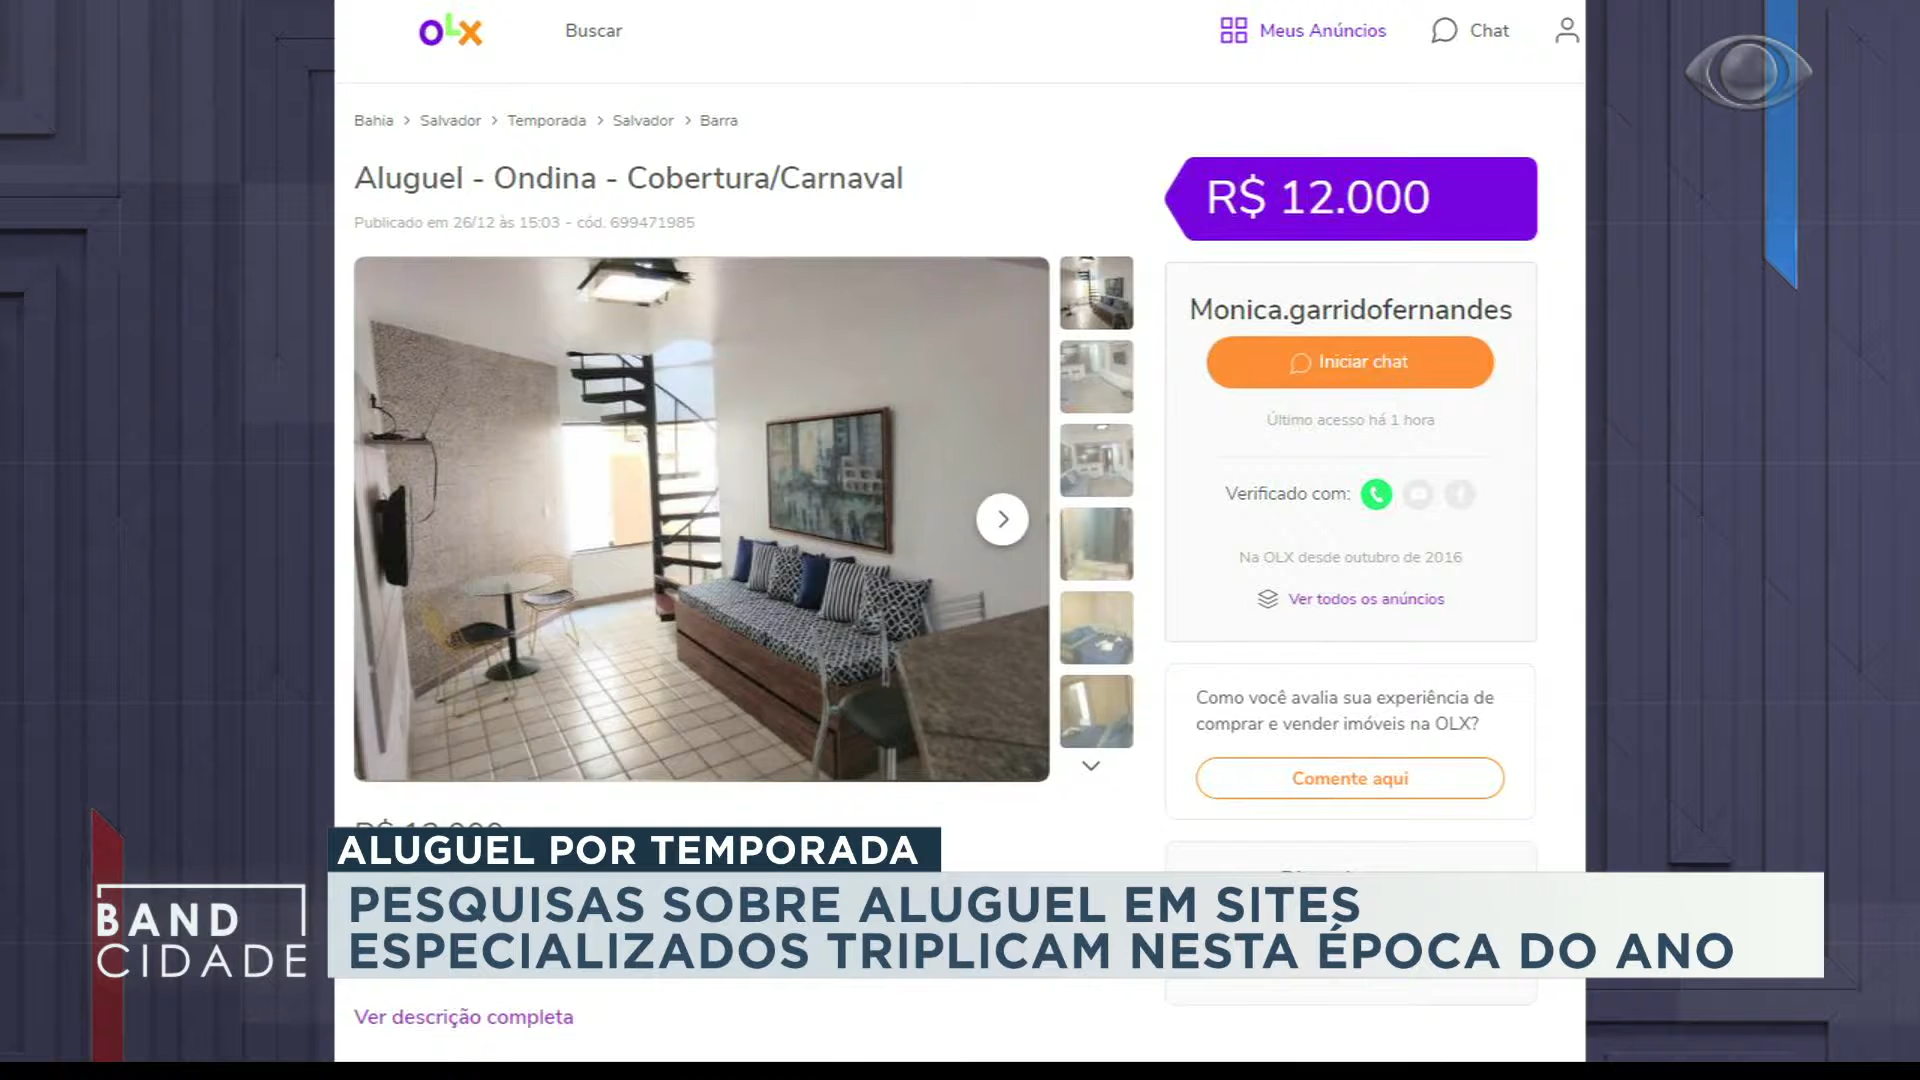 OLX
Buscar
Meus Anúncios
Chat
Bahia > Salvador > Temporada > Salvador > Barra
Aluguel - Ondina - Cobertura/Carnaval
Publicado em 26/12 às 15:03 - cód. 699471985
R$ 12.000
Monica.garridofernandes
Iniciar chat
Último acesso há 1 hora
Verificado com:
Na OLX desde outubro de 2016
Ver todos os anúncios
Como você avalia sua experiência de
comprar e vender imóveis na OLX?
Comente aqui
R$ 12.000
ALUGUEL POR TEMPORADA
PESQUISAS SOBRE ALUGUEL EM SITES
ESPECIALIZADOS TRIPLICAM NESTA ÉPOCA DO ANO
BAND
CIDADE
Ver descrição completa